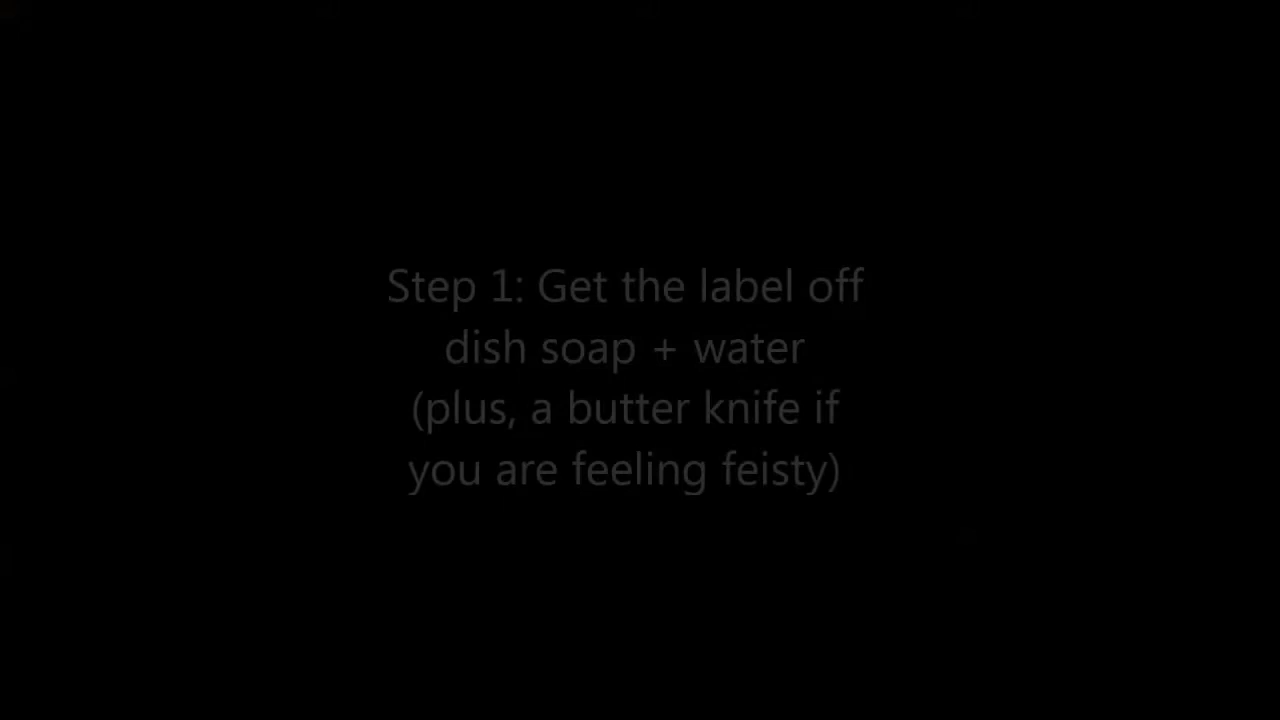 Step 1: Get the label off
dish soap + water
(plus, a butter knife if
you are feeling feisty)